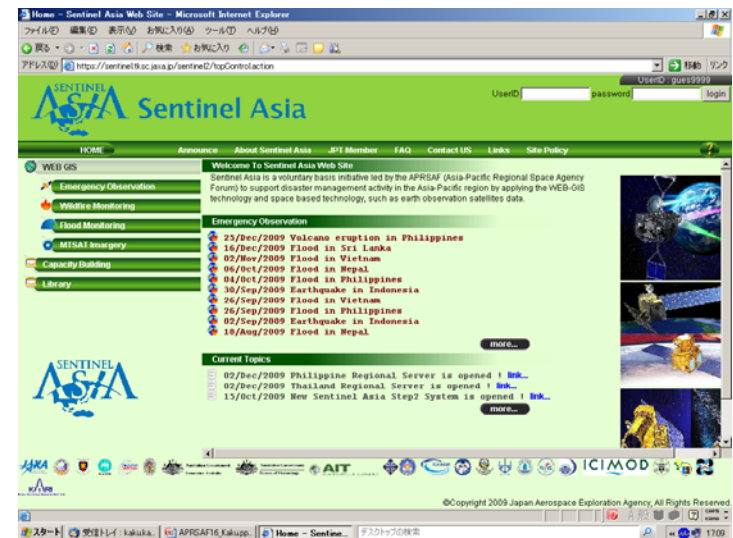 Home - Sentinel Asia Web Site - Microsoft Internet Explorer
ファイル(F) 編集(E) 表示(V) お気に入り(A) ツール(T) ヘルプ(H)
戻る 検索 お気に入り
アドレス(D) https://sentinel.tksc.jaxa.jp/sentinel2/topControl.action 移動 リンク
UserID : gues9999
SENTINEL ASIA
Sentinel Asia
UserID password login
HOME Announce About Sentinel Asia JPT Member FAQ Contact US Links Site Policy ?
WEB GIS
Emergency Observation
Wildfire Monitoring
Flood Monitoring
MTSAT Imargery
Capacity Building
Library
SENTINEL ASIA
Welcome To Sentinel Asia Web Site
Sentinel Asia is a voluntary basis initiative led by the APRSAF (Asia-Pacific Regional Space Agency
Forum) to support disaster management activity in the Asia-Pacific region by applying the WEB-GIS
technology and space based technology, such as earth observation satellites data.
Emergency Observation
25/Dec/2009 Volcano eruption in Philippines
16/Dec/2009 Flood in Sri Lanka
02/Nov/2009 Flood in Vietnam
06/Oct/2009 Flood in Nepal
04/Oct/2009 Flood in Philippines
30/Sep/2009 Earthquake in Indonesia
26/Sep/2009 Flood in Vietnam
26/Sep/2009 Flood in Philippines
02/Sep/2009 Earthquake in Indonesia
18/Aug/2009 Flood in Nepal
more...
Current Topics
02/Dec/2009 Philippine Regional Server is opened ! link...
02/Dec/2009 Thailand Regional Server is opened ! link...
15/Oct/2009 New Sentinel Asia Step2 System is opened ! link...
more...
JAXA AIT ICIMOD
KARI
©Copyright 2009 Japan Aerospace Exploration Agency, All Rights Reserved.
スタート 受信トレイ : kakuka... APRSAF16_Kakupp... Home - Sentine... デスクトップの検索 17:09